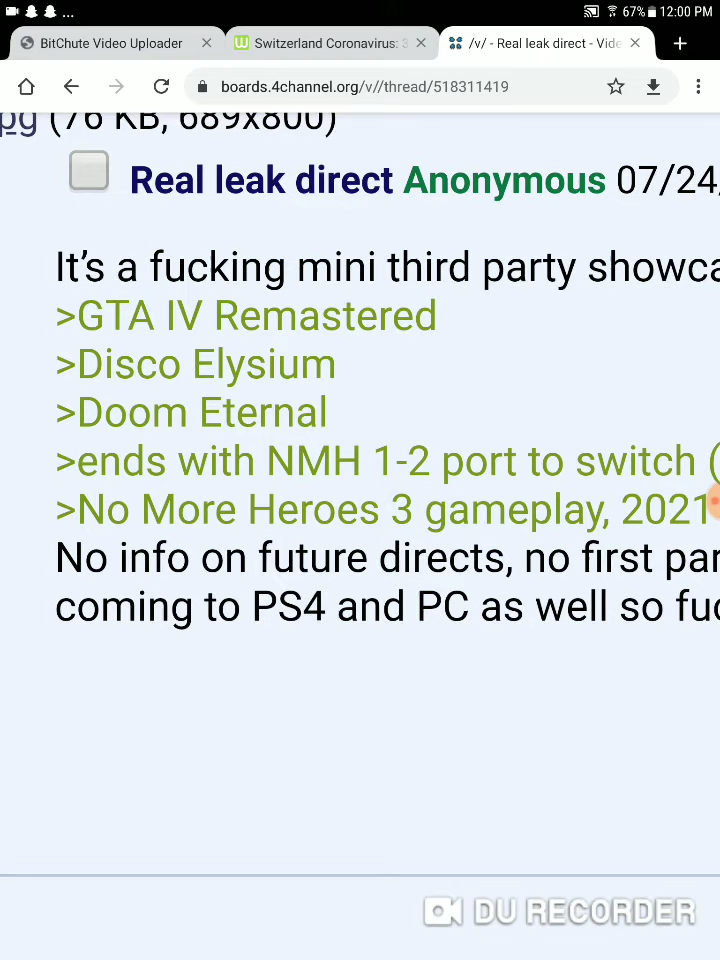 ...
67% 12:00 PM
BitChute Video Uploader
Switzerland Coronavirus:
/v/ - Real leak direct - Vide
boards.4channel.org/v//thread/518311419
(76 KB, 689x800)
Real leak direct Anonymous 07/24/
It's a fucking mini third party showca
>GTA IV Remastered
>Disco Elysium
>Doom Eternal
>ends with NMH 1-2 port to switch (
>No More Heroes 3 gameplay, 2021
No info on future directs, no first par
coming to PS4 and PC as well so fuc
DU RECORDER